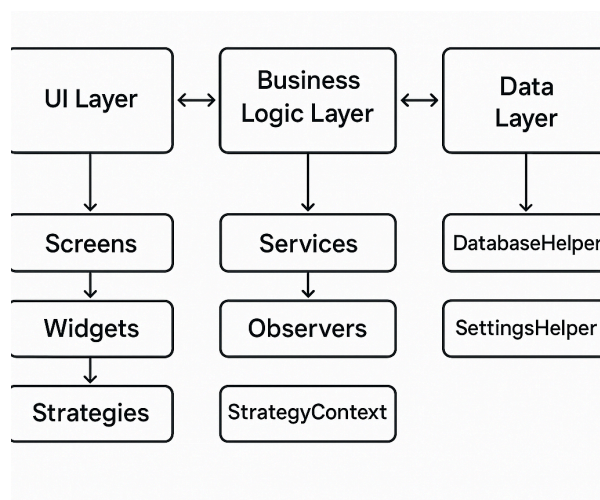 UI Layer
Business
Logic Layer
Data
Layer
Screens
Services
DatabaseHelper
Widgets
Observers
SettingsHelper
Strategies
StrategyContext